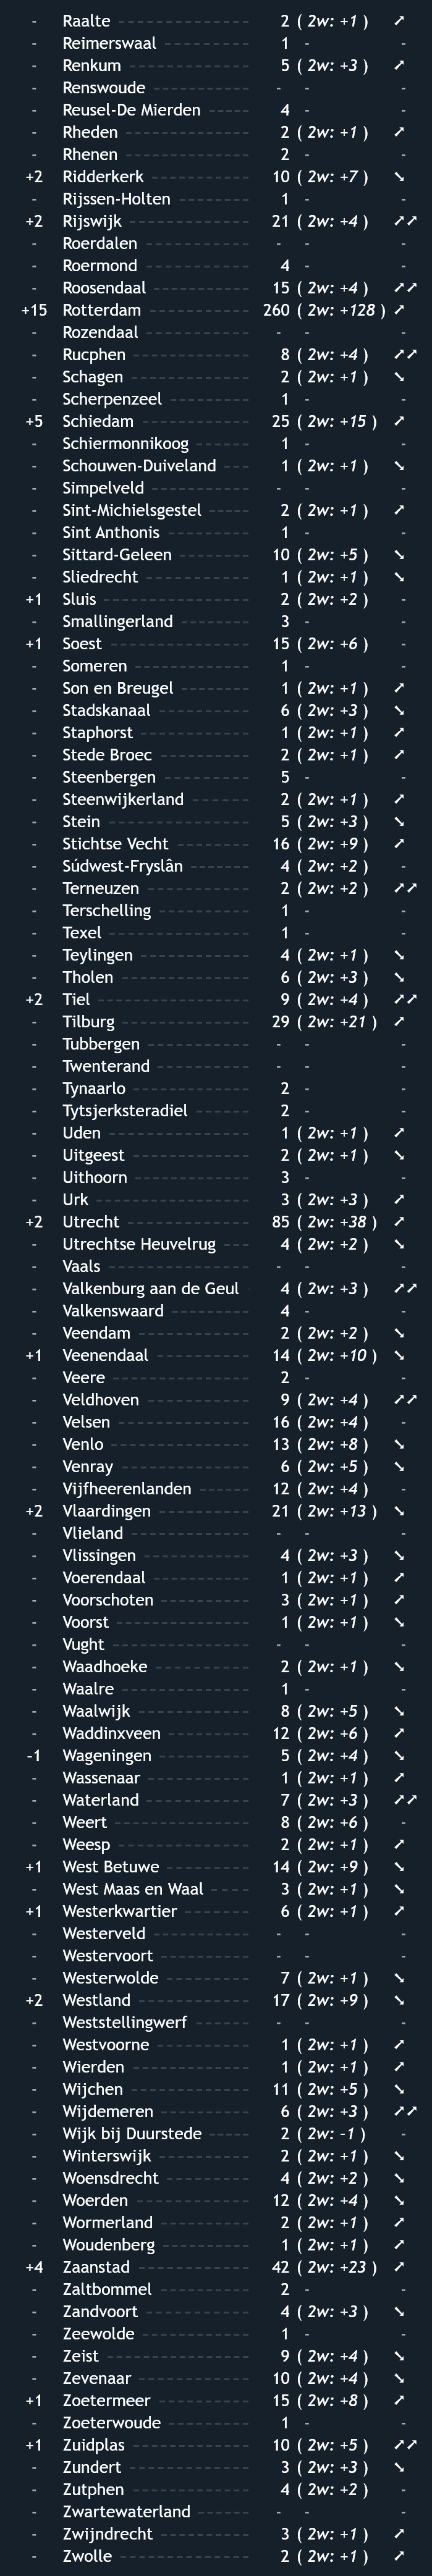 - Raalte 2 ( 2w: +1 ) ➚
- Reimerswaal 1 - -
- Renkum 5 ( 2w: +3 ) ➚
- Renswoude - - -
- Reusel-De Mierden 4 - -
- Rheden 2 ( 2w: +1 ) ➚
- Rhenen 2 - -
+2 Ridderkerk 10 ( 2w: +7 ) ➘
- Rijssen-Holten 1 - -
+2 Rijswijk 21 ( 2w: +4 ) ➚➚
- Roerdalen - - -
- Roermond 4 - -
- Roosendaal 15 ( 2w: +4 ) ➚➚
+15 Rotterdam 260 ( 2w: +128 ) ➚
- Rozendaal - - -
- Rucphen 8 ( 2w: +4 ) ➚➚
- Schagen 2 ( 2w: +1 ) ➘
- Scherpenzeel 1 - -
+5 Schiedam 25 ( 2w: +15 ) ➚
- Schiermonnikoog 1 - -
- Schouwen-Duiveland 1 ( 2w: +1 ) ➘
- Simpelveld - - -
- Sint-Michielsgestel 2 ( 2w: +1 ) ➚
- Sint Anthonis 1 - -
- Sittard-Geleen 10 ( 2w: +5 ) ➘
- Sliedrecht 1 ( 2w: +1 ) ➘
+1 Sluis 2 ( 2w: +2 ) -
- Smallingerland 3 - -
+1 Soest 15 ( 2w: +6 ) -
- Someren 1 - -
- Son en Breugel 1 ( 2w: +1 ) ➚
- Stadskanaal 6 ( 2w: +3 ) ➘
- Staphorst 1 ( 2w: +1 ) ➚
- Stede Broec 2 ( 2w: +1 ) ➚
- Steenbergen 5 - -
- Steenwijkerland 2 ( 2w: +1 ) ➚
- Stein 5 ( 2w: +3 ) ➘
- Stichtse Vecht 16 ( 2w: +9 ) ➚
- Súdwest-Fryslân 4 ( 2w: +2 ) -
- Terneuzen 2 ( 2w: +2 ) ➚➚
- Terschelling 1 - -
- Texel 1 - -
- Teylingen 4 ( 2w: +1 ) ➘
- Tholen 6 ( 2w: +3 ) ➘
+2 Tiel 9 ( 2w: +4 ) ➚➚
- Tilburg 29 ( 2w: +21 ) ➚
- Tubbergen - - -
- Twenterand - - -
- Tynaarlo 2 - -
- Tytsjerksteradiel 2 - -
- Uden 1 ( 2w: +1 ) ➚
- Uitgeest 2 ( 2w: +1 ) ➘
- Uithoorn 3 - -
- Urk 3 ( 2w: +3 ) ➚
+2 Utrecht 85 ( 2w: +38 ) ➚
- Utrechtse Heuvelrug 4 ( 2w: +2 ) ➘
- Vaals - - -
- Valkenburg aan de Geul 4 ( 2w: +3 ) ➚➚
- Valkenswaard 4 - -
- Veendam 2 ( 2w: +2 ) ➘
+1 Veenendaal 14 ( 2w: +10 ) ➘
- Veere 2 - -
- Veldhoven 9 ( 2w: +4 ) ➚➚
- Velsen 16 ( 2w: +4 ) -
- Venlo 13 ( 2w: +8 ) ➘
- Venray 6 ( 2w: +5 ) ➘
- Vijfheerenlanden 12 ( 2w: +4 ) -
+2 Vlaardingen 21 ( 2w: +13 ) ➘
- Vlieland - - -
- Vlissingen 4 ( 2w: +3 ) ➘
- Voerendaal 1 ( 2w: +1 ) ➚
- Voorschoten 3 ( 2w: +1 ) ➚
- Voorst 1 ( 2w: +1 ) ➘
- Vught - - -
- Waadhoeke 2 ( 2w: +1 ) ➘
- Waalre 1 - -
- Waalwijk 8 ( 2w: +5 ) ➘
- Waddinxveen 12 ( 2w: +6 ) ➚
-1 Wageningen 5 ( 2w: +4 ) ➘
- Wassenaar 1 ( 2w: +1 ) ➚
- Waterland 7 ( 2w: +3 ) ➚➚
- Weert 8 ( 2w: +6 ) -
- Weesp 2 ( 2w: +1 ) ➚
+1 West Betuwe 14 ( 2w: +9 ) ➘
- West Maas en Waal 3 ( 2w: +1 ) ➘
+1 Westerkwartier 6 ( 2w: +1 ) ➚
- Westerveld - - -
- Westervoort - - -
- Westerwolde 7 ( 2w: +1 ) ➘
+2 Westland 17 ( 2w: +9 ) ➘
- Weststellingwerf - - -
- Westvoorne 1 ( 2w: +1 ) ➚
- Wierden 1 ( 2w: +1 ) ➚
- Wijchen 11 ( 2w: +5 ) ➘
- Wijdemeren 6 ( 2w: +3 ) ➚➚
- Wijk bij Duurstede 2 ( 2w: -1 ) -
- Winterswijk 2 ( 2w: +1 ) ➘
- Woensdrecht 4 ( 2w: +2 ) ➘
- Woerden 12 ( 2w: +4 ) ➘
- Wormerland 2 ( 2w: +1 ) ➚
- Woudenberg 1 ( 2w: +1 ) ➚
+4 Zaanstad 42 ( 2w: +23 ) ➚
- Zaltbommel 2 - -
- Zandvoort 4 ( 2w: +3 ) ➘
- Zeewolde 1 - -
- Zeist 9 ( 2w: +4 ) ➘
- Zevenaar 10 ( 2w: +4 ) ➘
+1 Zoetermeer 15 ( 2w: +8 ) ➚
- Zoeterwoude 1 - -
+1 Zuidplas 10 ( 2w: +5 ) ➚➚
- Zundert 3 ( 2w: +3 ) ➘
- Zutphen 4 ( 2w: +2 ) -
- Zwartewaterland - - -
- Zwijndrecht 3 ( 2w: +1 ) ➚
- Zwolle 2 ( 2w: +1 ) ➚